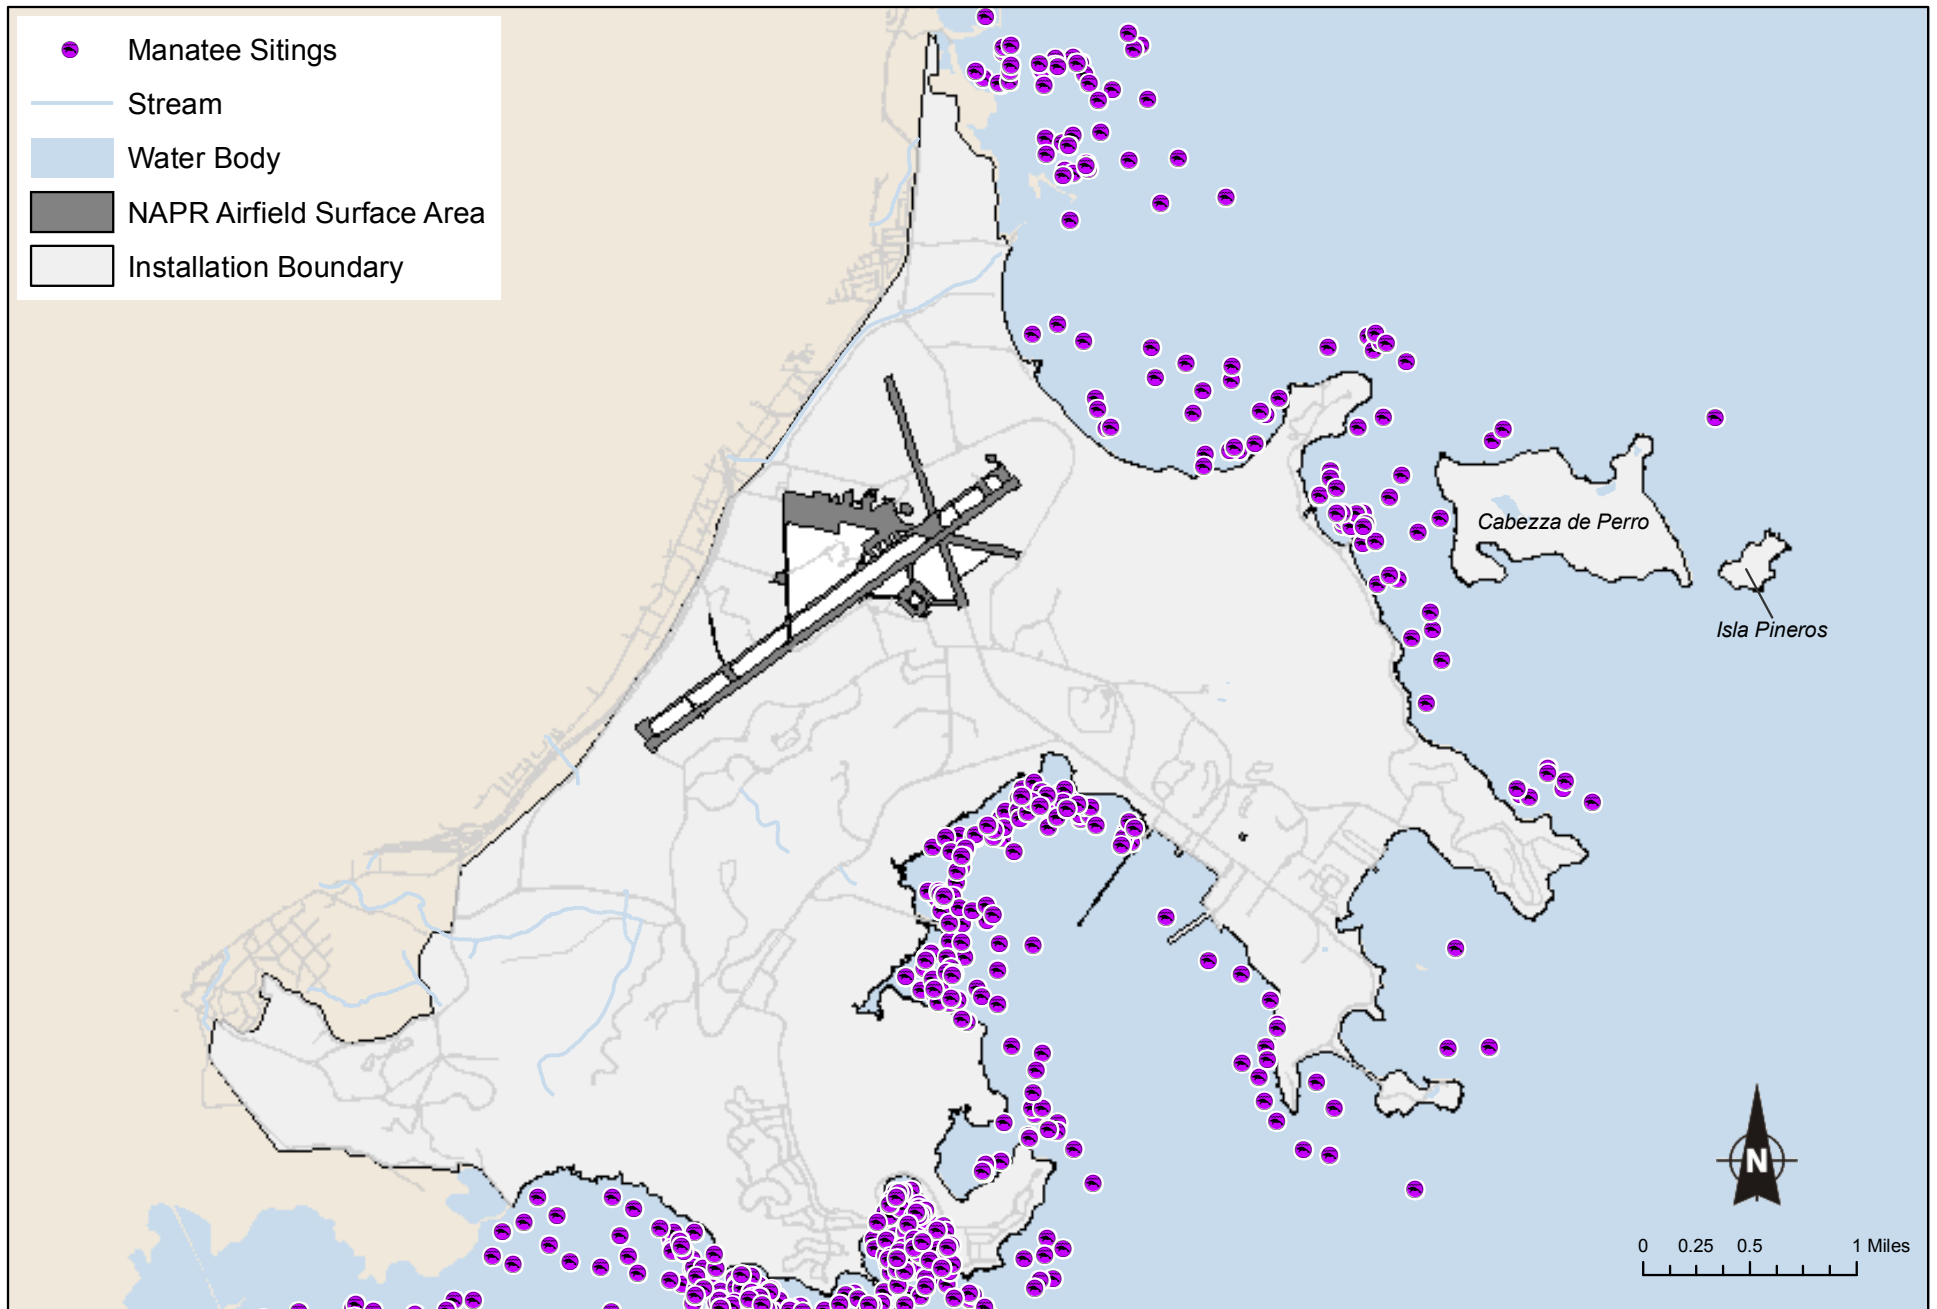 Manatee Sitings
Stream
Water Body
NAPR Airfield Surface Area
Installation Boundary
Cabezza de Perro
Isla Pineros
N
0 0.25 0.5 1 Miles